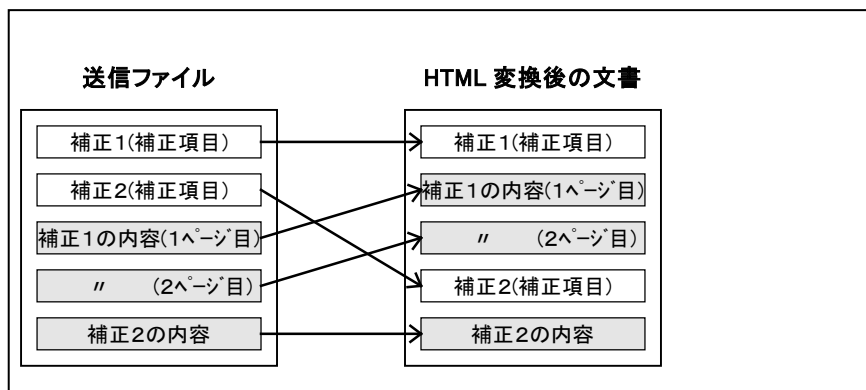 送信ファイル
補正1(補正項目)
補正2(補正項目)
補正1の内容(1ﾍﾟｰｼﾞ目)
〃 (2ﾍﾟｰｼﾞ目)
補正2の内容
HTML 変換後の文書
補正1(補正項目)
補正1の内容(1ﾍﾟｰｼﾞ目)
〃 (2ﾍﾟｰｼﾞ目)
補正2(補正項目)
補正2の内容